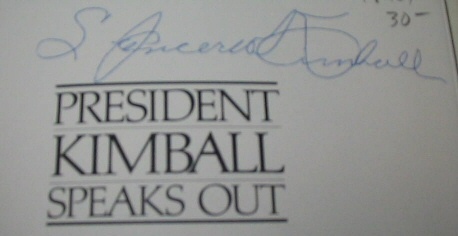 30-
Spencer W. Kimball
PRESIDENT
KIMBALL
SPEAKS OUT